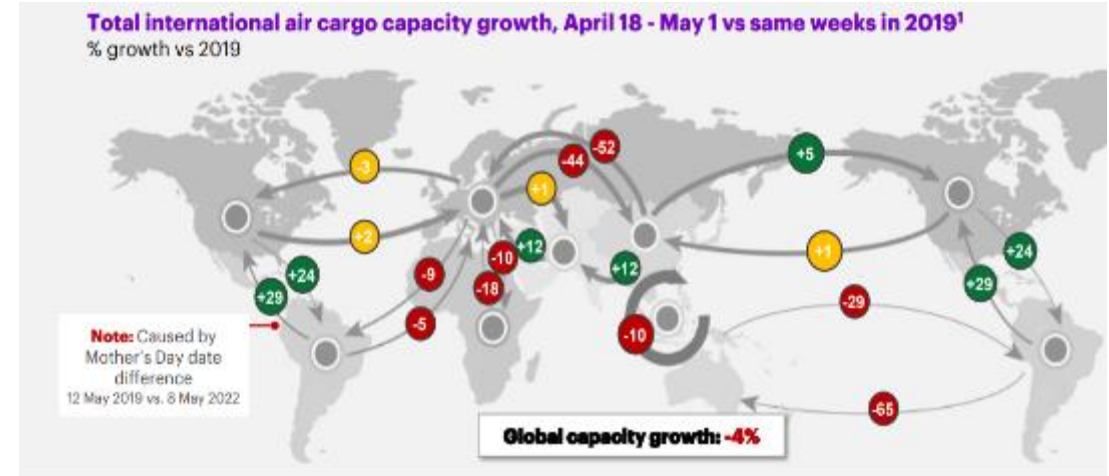 Total international air cargo capacity growth, April 18 - May 1 vs same weeks in 2019¹
% growth vs 2019
-52
-44
+5
-3
+1
+2
+12
-10
+1
+24
+12
+24
-9
-18
+29
+29
-29
-5
-10
Note: Caused by
Mother's Day date
difference
12 May 2019 vs. 8 May 2022
-65
Global capacity growth: -4%